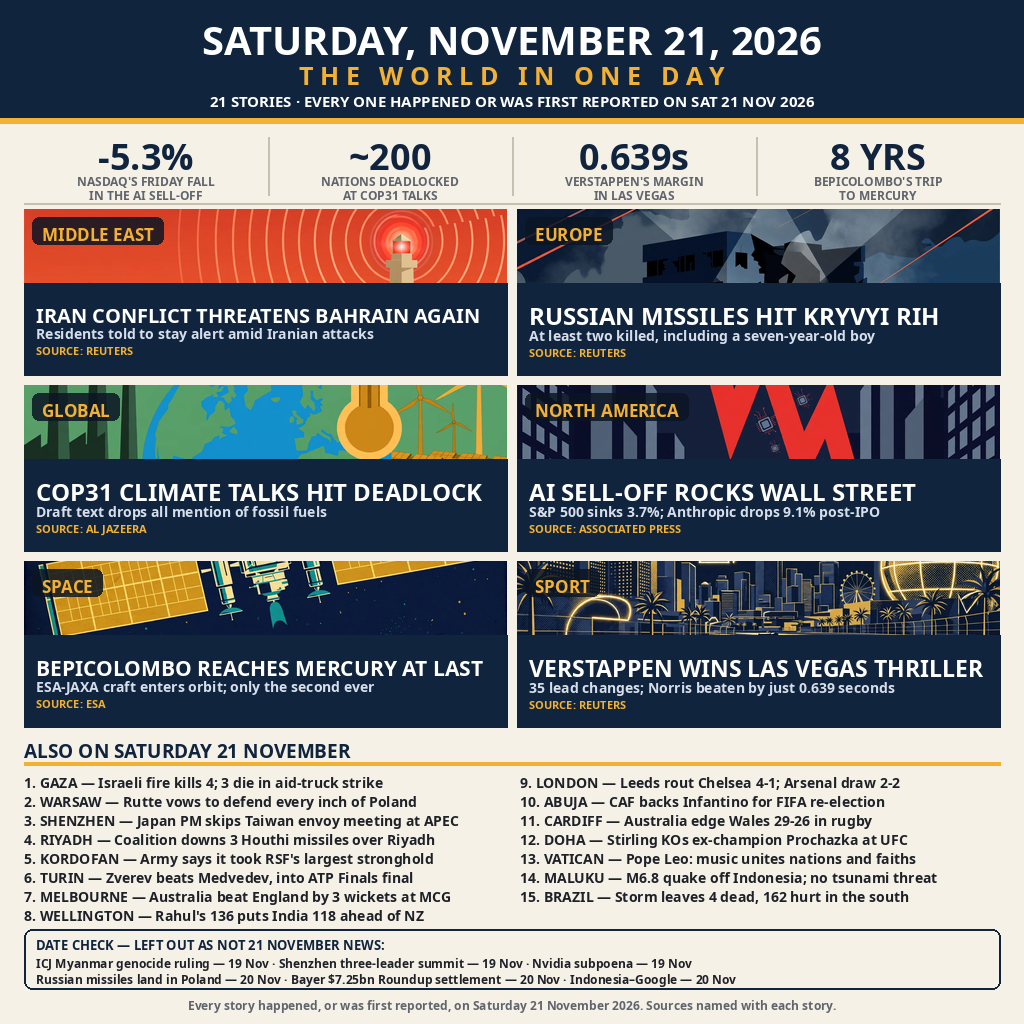 SATURDAY, NOVEMBER 21, 2026
THE WORLD IN ONE DAY
21 STORIES · EVERY ONE HAPPENED OR WAS FIRST REPORTED ON SAT 21 NOV 2026
-5.3%
NASDAQ'S FRIDAY FALL
IN THE AI SELL-OFF
~200
NATIONS DEADLOCKED
AT COP31 TALKS
0.639s
VERSTAPPEN'S MARGIN
IN LAS VEGAS
8 YRS
BEPICOLOMBO'S TRIP
TO MERCURY
MIDDLE EAST
IRAN CONFLICT THREATENS BAHRAIN AGAIN
Residents told to stay alert amid Iranian attacks
SOURCE: REUTERS
EUROPE
RUSSIAN MISSILES HIT KRYVYI RIH
At least two killed, including a seven-year-old boy
SOURCE: REUTERS
GLOBAL
COP31 CLIMATE TALKS HIT DEADLOCK
Draft text drops all mention of fossil fuels
SOURCE: AL JAZEERA
NORTH AMERICA
AI SELL-OFF ROCKS WALL STREET
S&P 500 sinks 3.7%; Anthropic drops 9.1% post-IPO
SOURCE: ASSOCIATED PRESS
SPACE
BEPICOLOMBO REACHES MERCURY AT LAST
ESA-JAXA craft enters orbit; only the second ever
SOURCE: ESA
SPORT
VERSTAPPEN WINS LAS VEGAS THRILLER
35 lead changes; Norris beaten by just 0.639 seconds
SOURCE: REUTERS
ALSO ON SATURDAY 21 NOVEMBER
1. GAZA — Israeli fire kills 4; 3 die in aid-truck strike
2. WARSAW — Rutte vows to defend every inch of Poland
3. SHENZHEN — Japan PM skips Taiwan envoy meeting at APEC
4. RIYADH — Coalition downs 3 Houthi missiles over Riyadh
5. KORDOFAN — Army says it took RSF's largest stronghold
6. TURIN — Zverev beats Medvedev, into ATP Finals final
7. MELBOURNE — Australia beat England by 3 wickets at MCG
8. WELLINGTON — Rahul's 136 puts India 118 ahead of NZ
9. LONDON — Leeds rout Chelsea 4-1; Arsenal draw 2-2
10. ABUJA — CAF backs Infantino for FIFA re-election
11. CARDIFF — Australia edge Wales 29-26 in rugby
12. DOHA — Stirling KOs ex-champion Prochazka at UFC
13. VATICAN — Pope Leo: music unites nations and faiths
14. MALUKU — M6.8 quake off Indonesia; no tsunami threat
15. BRAZIL — Storm leaves 4 dead, 162 hurt in the south
DATE CHECK — LEFT OUT AS NOT 21 NOVEMBER NEWS:
ICJ Myanmar genocide ruling — 19 Nov · Shenzhen three-leader summit — 19 Nov · Nvidia subpoena — 19 Nov
Russian missiles land in Poland — 20 Nov · Bayer $7.25bn Roundup settlement — 20 Nov · Indonesia–Google — 20 Nov
Every story happened, or was first reported, on Saturday 21 November 2026. Sources named with each story.